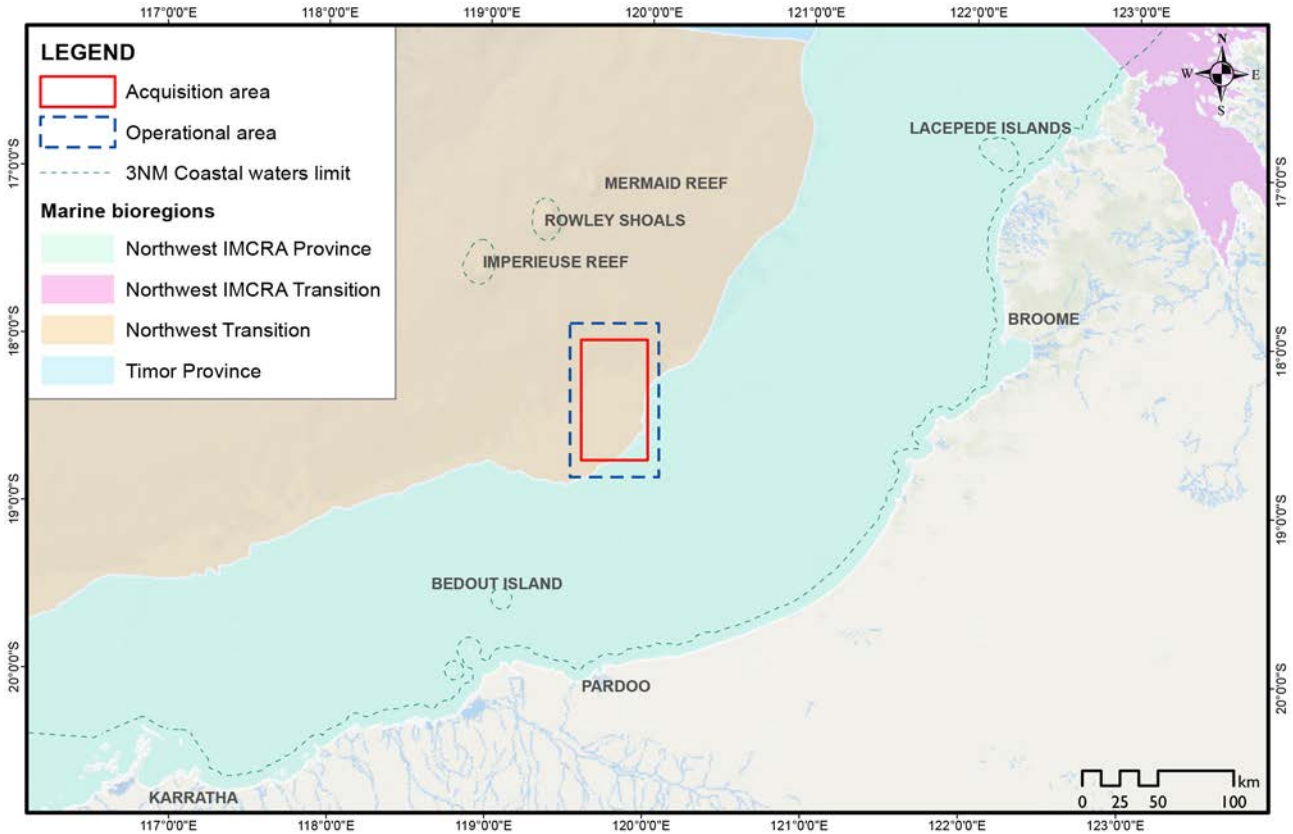 117°0'0"E 118°0'0"E 119°0'0"E 120°0'0"E 121°0'0"E 122°0'0"E 123°0'0"E
LEGEND
Acquisition area
Operational area
3NM Coastal waters limit
Marine bioregions
Northwest IMCRA Province
Northwest IMCRA Transition
Northwest Transition
Timor Province
N
W E
S
LACEPEDE ISLANDS
17°0'0"S
17°0'0"S
MERMAID REEF
ROWLEY SHOALS
IMPERIEUSE REEF
BROOME
18°0'0"S
18°0'0"S
19°0'0"S
19°0'0"S
BEDOUT ISLAND
20°0'0"S
20°0'0"S
PARDOO
KARRATHA
km
0 25 50 100
117°0'0"E 118°0'0"E 119°0'0"E 120°0'0"E 121°0'0"E 122°0'0"E 123°0'0"E